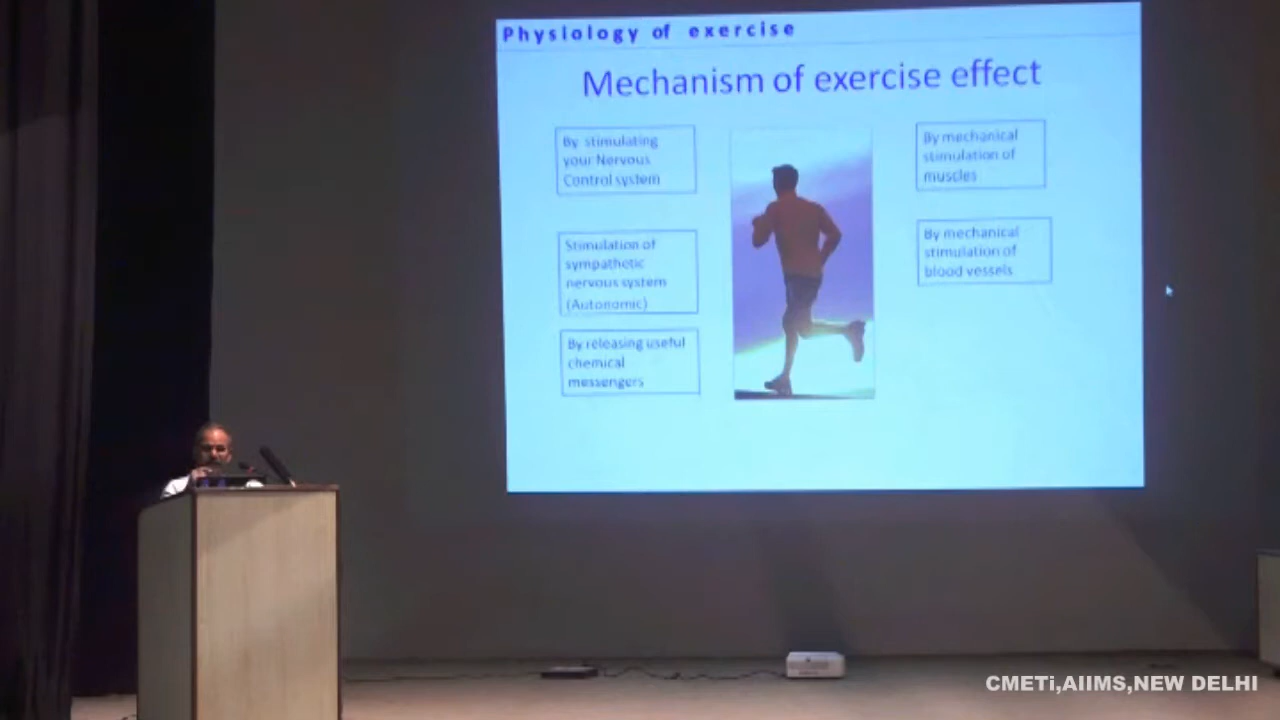 Physiology of exercise
Mechanism of exercise effect
By stimulating
your Nervous
Control system
Stimulation of
sympathetic
nervous system
(Autonomic)
By releasing useful
chemical
messengers
By mechanical
stimulation of
muscles
By mechanical
stimulation of
blood vessels
CMETi,AIIMS,NEW DELHI